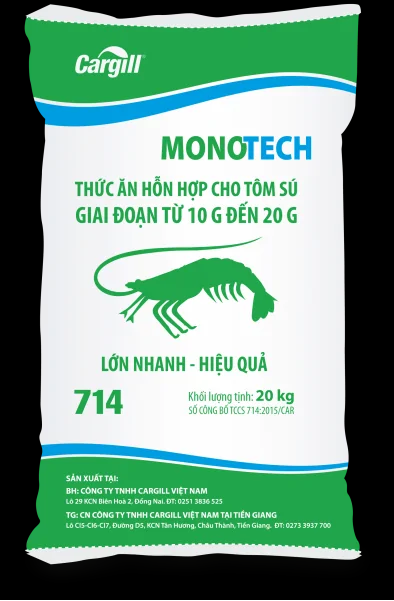 Cargill®
MONOTECH
THỨC ĂN HỖN HỢP CHO TÔM SÚ
GIAI ĐOẠN TỪ 10 G ĐẾN 20 G
LỚN NHANH - HIỆU QUẢ
714
Khối lượng tịnh: 20 kg
SỐ CÔNG BỐ TCCS 714:2015/CAR
SẢN XUẤT TẠI:
BH: CÔNG TY TNHH CARGILL VIỆT NAM
Lô 29 KCN Biên Hoà 2, Đồng Nai. ĐT: 0251 3836 525
TG: CN CÔNG TY TNHH CARGILL VIỆT NAM TẠI TIỀN GIANG
Lô CI5-CI6-CI7, Đường D5, KCN Tân Hương, Châu Thành, Tiền Giang. ĐT: 0273 3937 700